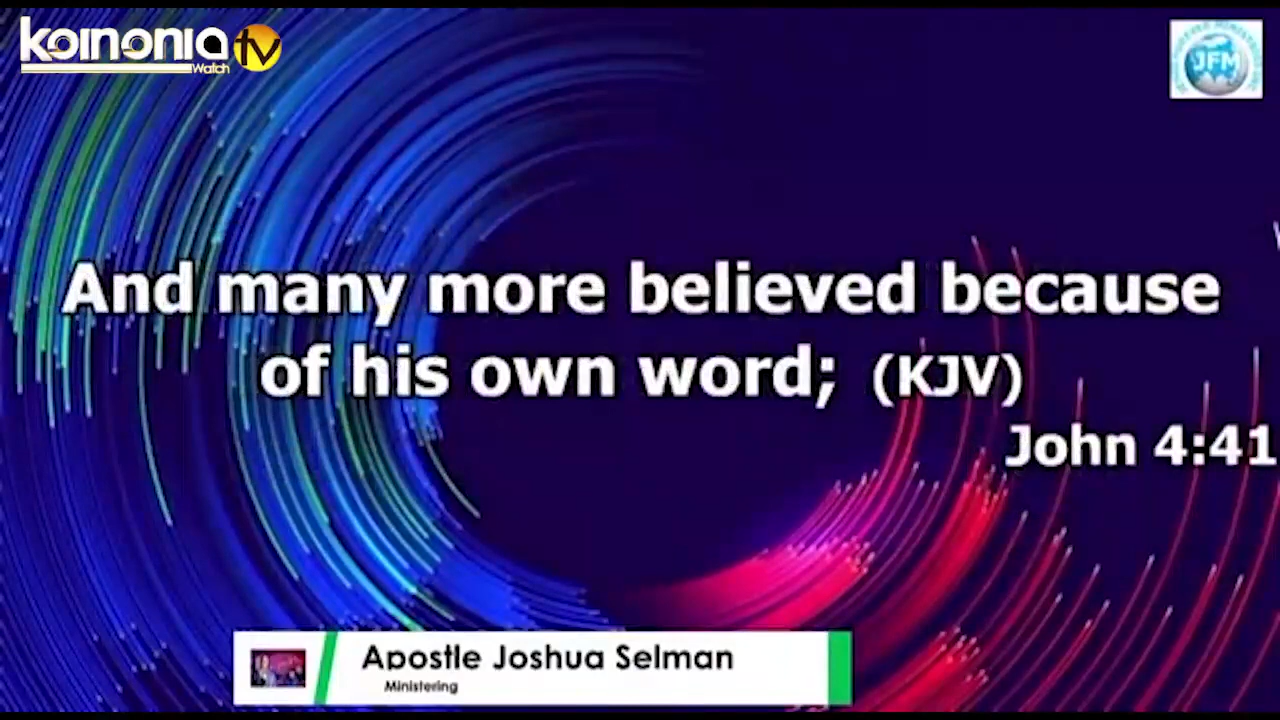 koinonia tv
Watch
JFM
And many more believed because
of his own word; (KJV)
John 4:41
Apostle Joshua Selman
Ministering